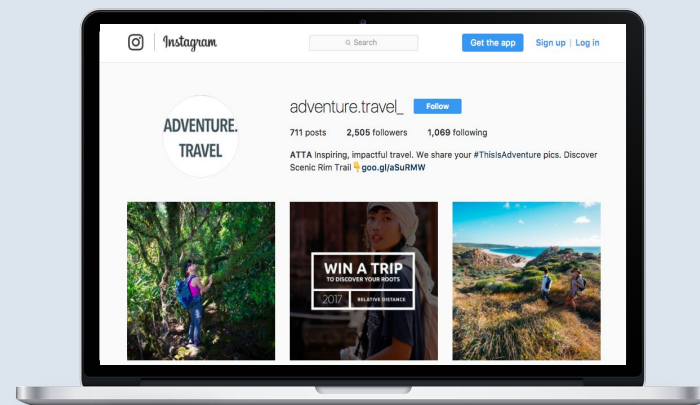 Instagram
Search
Get the app
Sign up | Log in
ADVENTURE.
TRAVEL
adventure.travel_
Follow
711 posts 2,505 followers 1,069 following
ATTA Inspiring, impactful travel. We share your #ThisIsAdventure pics. Discover
Scenic Rim Trail 👇goo.gl/aSuRMW
WIN A TRIP
TO DISCOVER YOUR ROOTS
2017 RELATIVE DISTANCE